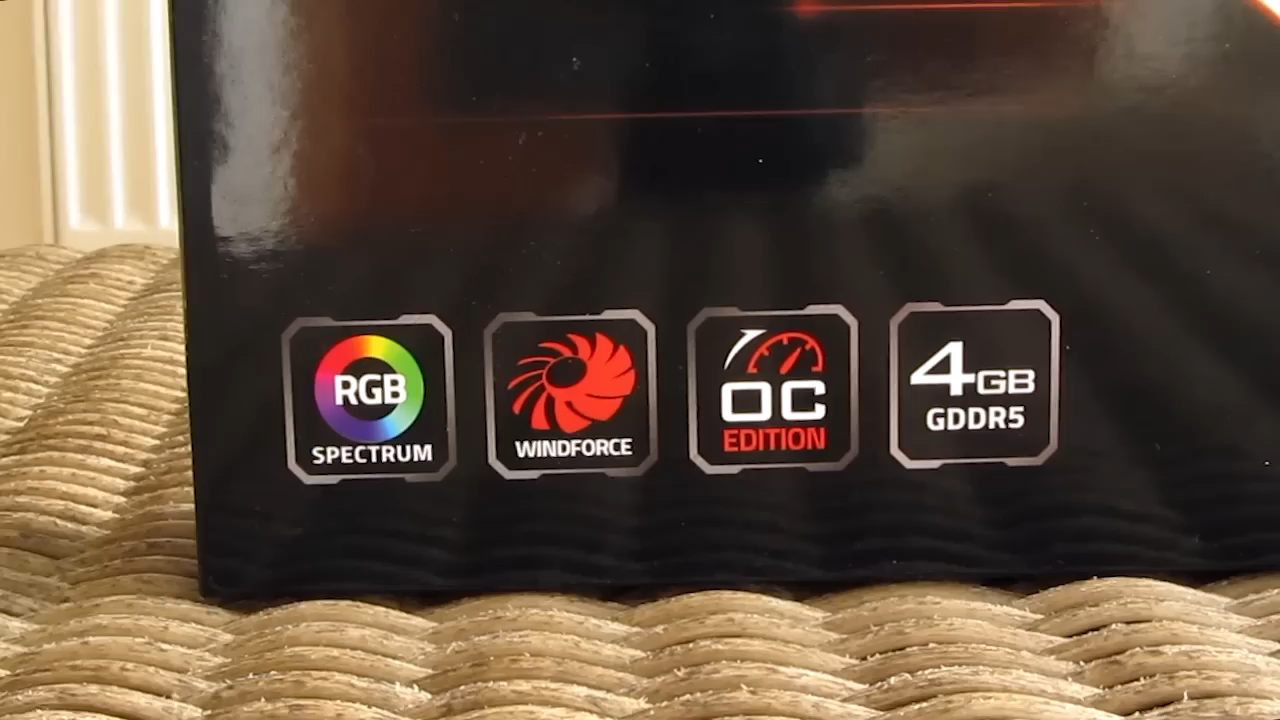 RGB
SPECTRUM
WINDFORCE
OC
EDITION
4GB
GDDR5